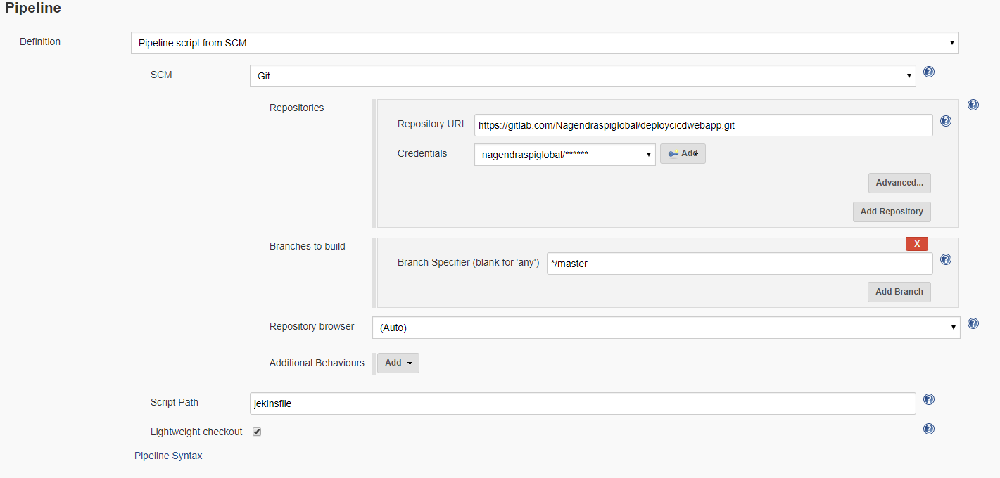 Pipeline
Definition
Pipeline script from SCM
SCM
Git
Repositories
Repository URL
https://gitlab.com/Nagendraspiglobal/deploycicdwebapp.git
Credentials
nagendraspiglobal/******
Add
Advanced...
Add Repository
Branches to build
X
Branch Specifier (blank for 'any')
*/master
Add Branch
Repository browser
(Auto)
Additional Behaviours
Add
Script Path
jekinsfile
Lightweight checkout
Pipeline Syntax